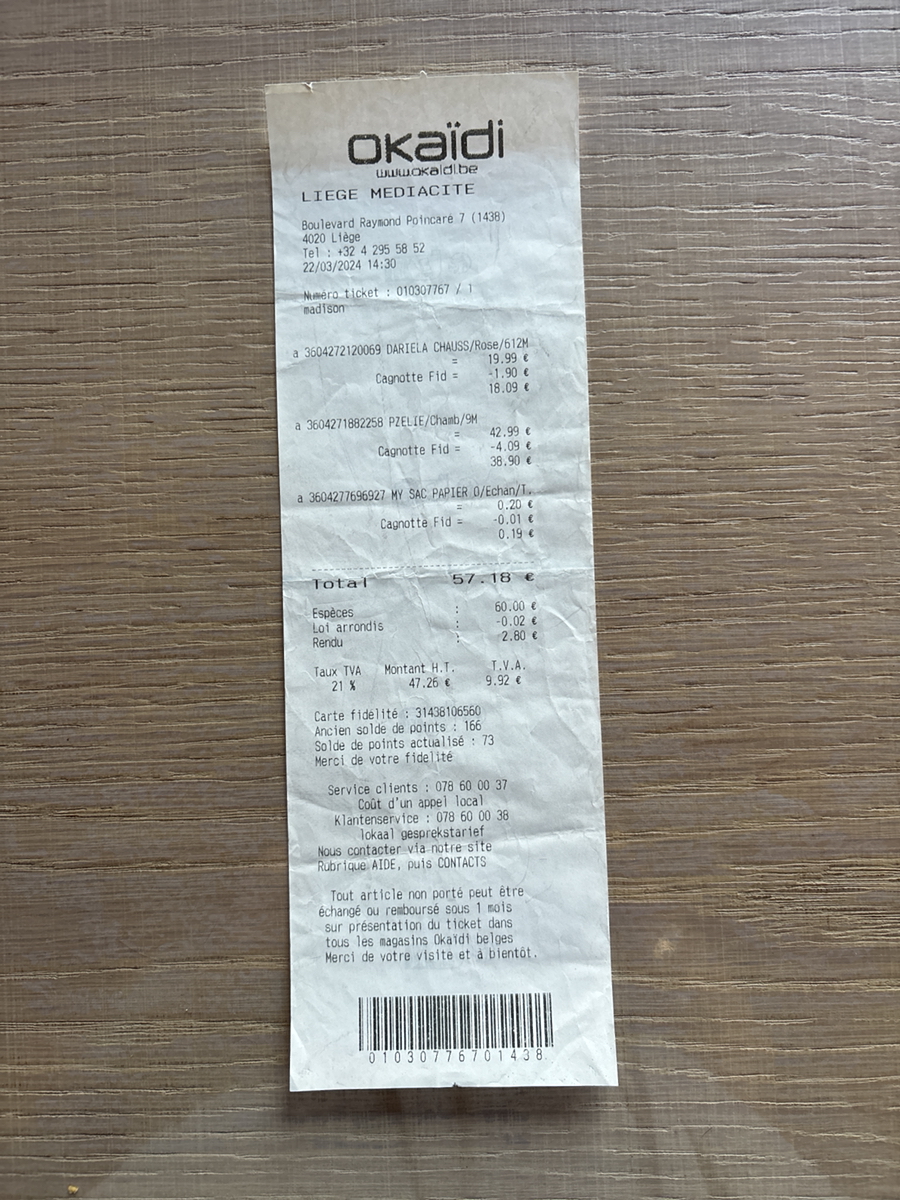 oKaïdi
www.okaidi.be
LIEGE MEDIACITE
Boulevard Raymond Poincaré 7 (1438)
4020 Liège
Tel : +32 4 295 58 52
22/03/2024 14:30
Numéro ticket : 010307767 / 1
madison
a 3604272120069 DARIELA CHAUSS/Rose/612M
= 19.99 €
Cagnotte Fid = -1.90 €
18.09 €
a 3604271882258 PZELIE/Chamb/9M
= 42.99 €
Cagnotte Fid = -4.09 €
38.90 €
a 3604277696927 MY SAC PAPIER O/Echan/T.
= 0.20 €
Cagnotte Fid = -0.01 €
0.19 €
Total 57.18 €
Espèces : 60.00 €
Loi arrondis : -0.02 €
Rendu : 2.80 €
Taux TVA Montant H.T. T.V.A.
21 % 47.26 € 9.92 €
Carte fidélité : 31438106560
Ancien solde de points : 166
Solde de points actualisé : 73
Merci de votre fidelité
Service clients : 078 60 00 37
Coût d'un appel local
Klantenservice : 078 60 00 38
lokaal gesprekstarief
Nous contacter via notre site
Rubrique AIDE, puis CONTACTS
Tout article non porté peut être
échangé ou remboursé sous 1 mois
sur présentation du ticket dans
tous les magasins Okaïdi belges
Merci de votre visite et à bientôt.
01030776701438